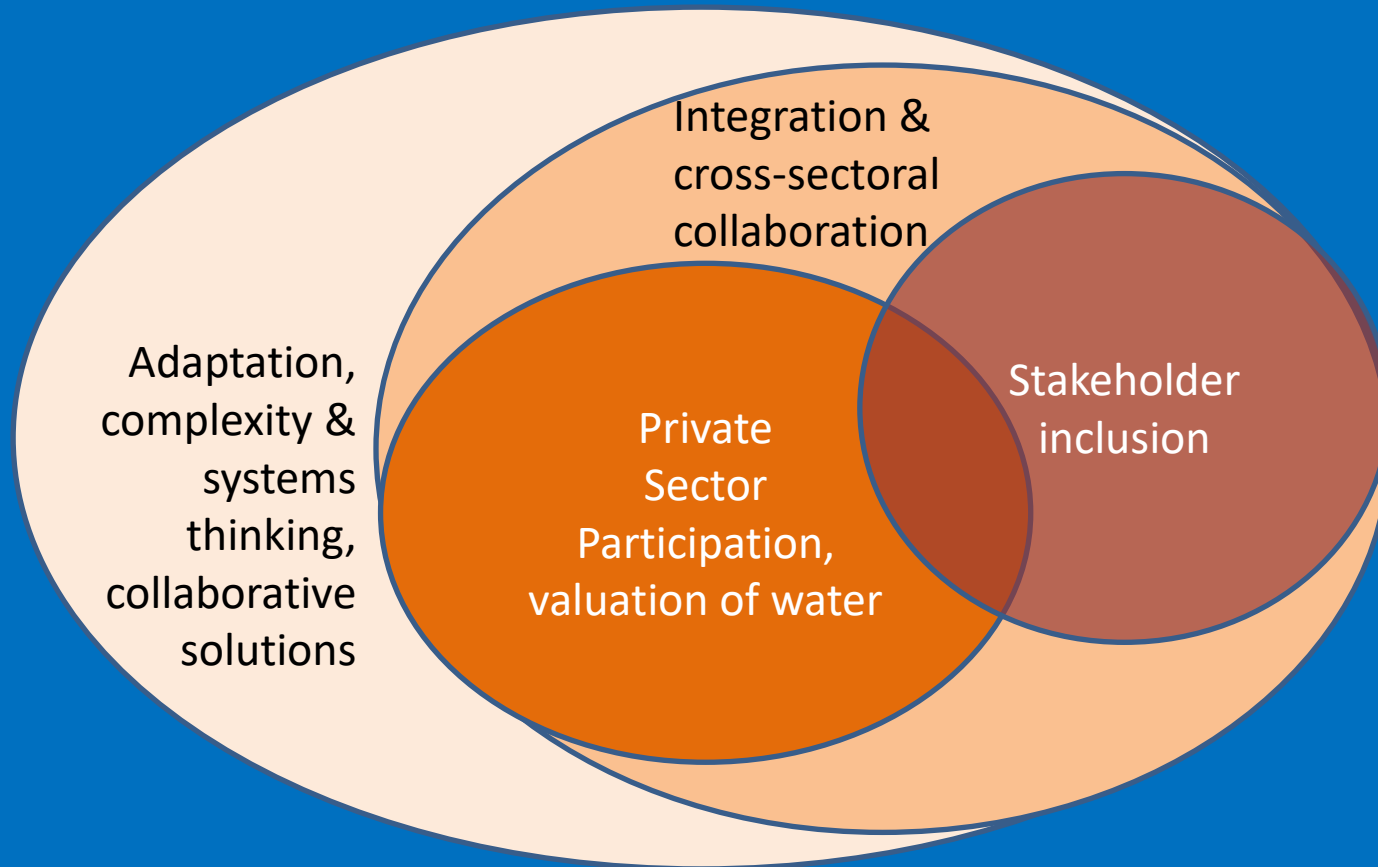 Integration &
cross-sectoral
collaboration
Adaptation,
complexity &
systems
thinking,
collaborative
solutions
Private
Sector
Participation,
valuation of water
Stakeholder
inclusion